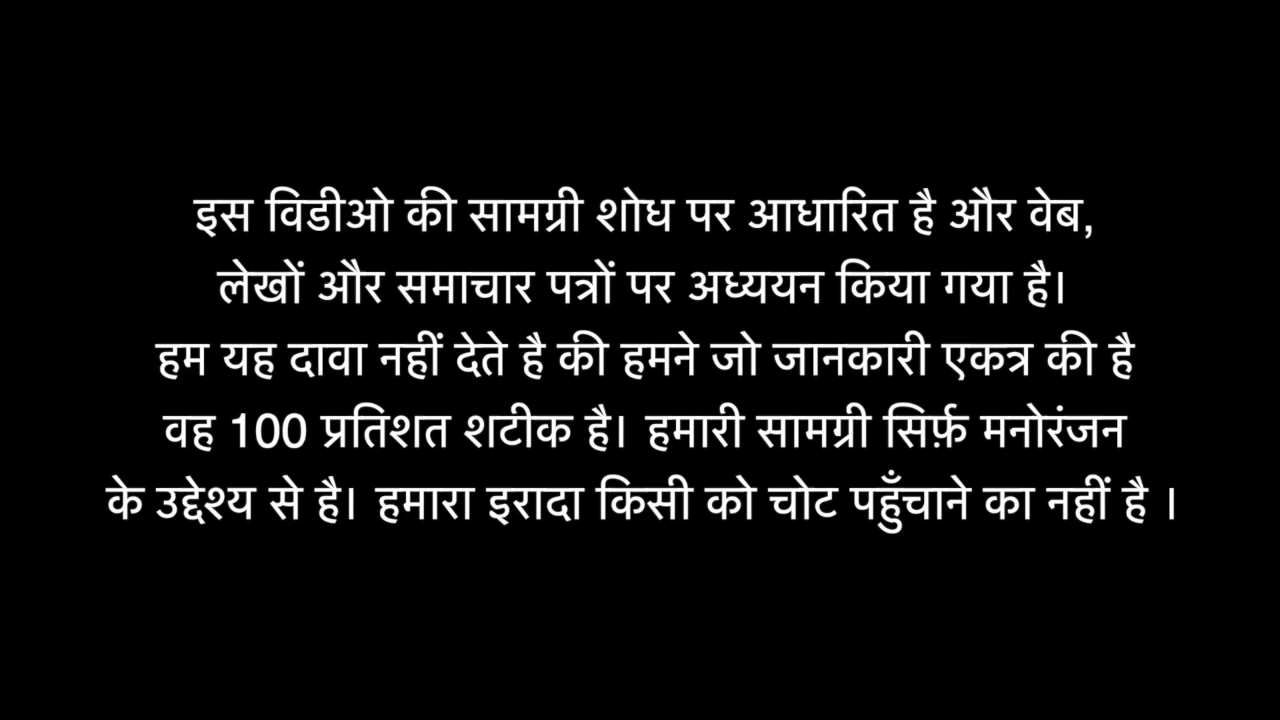 इस विडीओ की सामग्री शोध पर आधारित है और वेब,
लेखों और समाचार पत्रों पर अध्ययन किया गया है।
हम यह दावा नहीं देते है की हमने जो जानकारी एकत्र की है
वह 100 प्रतिशत शटीक है। हमारी सामग्री सिर्फ़ मनोरंजन
के उद्देश्य से है। हमारा इरादा किसी को चोट पहुँचाने का नहीं है ।